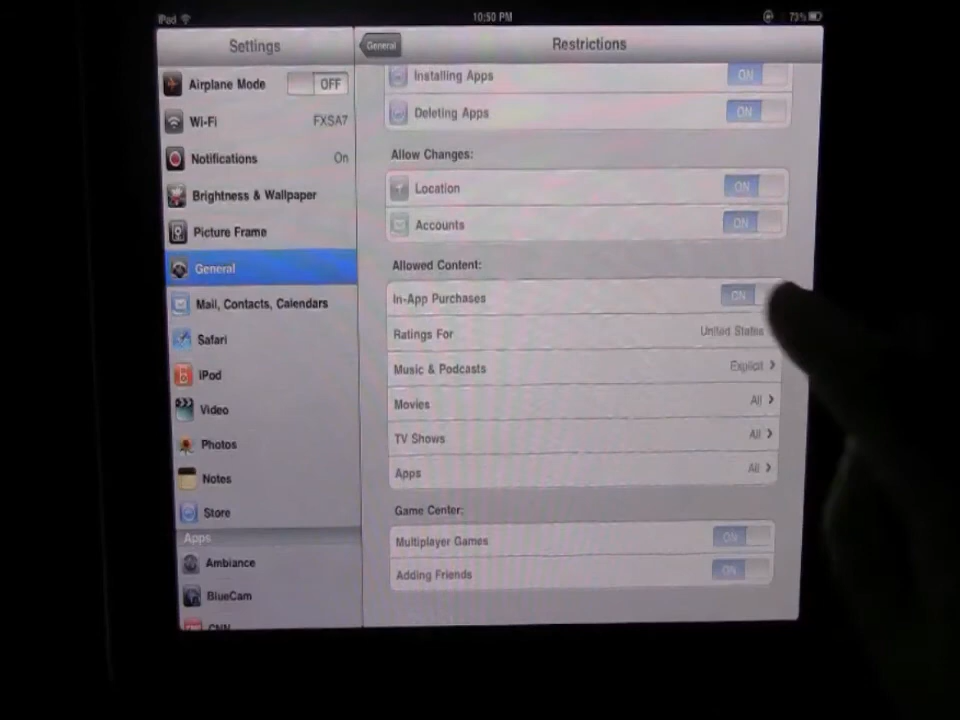 iPad 10:50 PM 73%
Settings General Restrictions
Airplane Mode OFF
Wi-Fi FXSA7
Notifications On
Brightness & Wallpaper
Picture Frame
General
Mail, Contacts, Calendars
Safari
iPod
Video
Photos
Notes
Store
Apps
Ambiance
BlueCam
CNN
Installing Apps ON
Deleting Apps ON
Allow Changes:
Location ON
Accounts ON
Allowed Content:
In-App Purchases ON
Ratings For United States
Music & Podcasts Explicit
Movies All
TV Shows All
Apps All
Game Center:
Multiplayer Games ON
Adding Friends ON